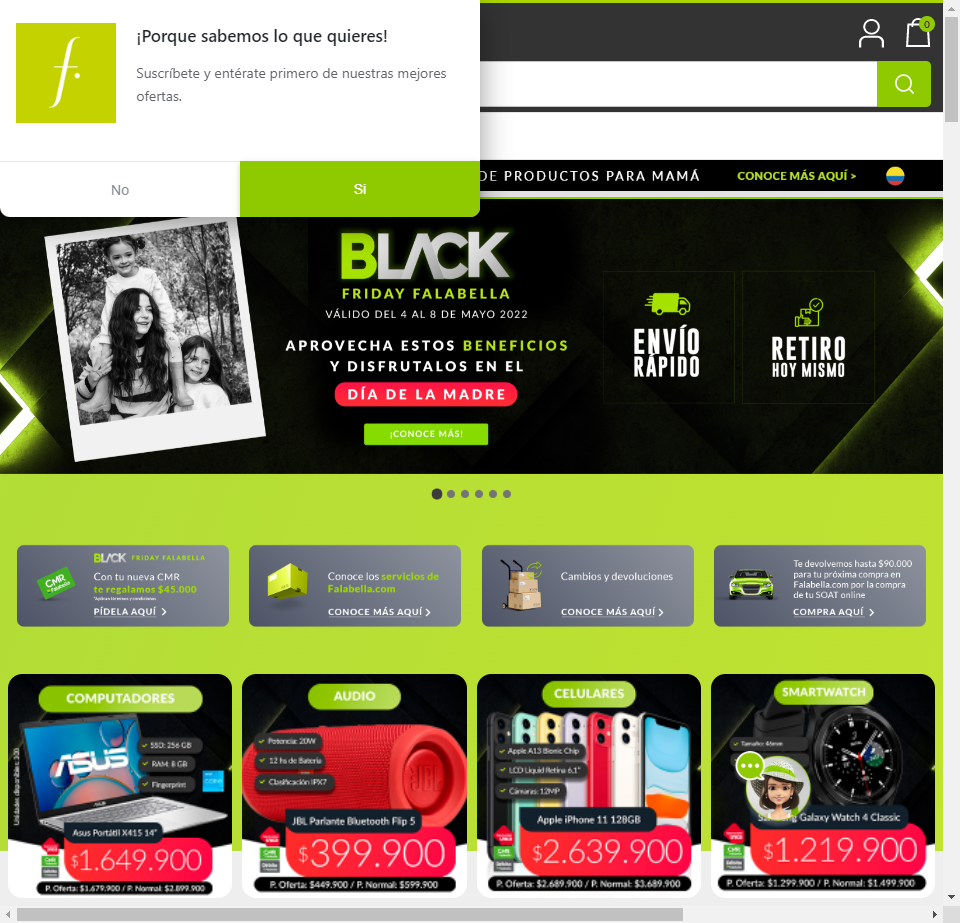 f.
¡Porque sabemos lo que quieres!
Suscríbete y entérate primero de nuestras mejores
ofertas.
No
Si
0
DE PRODUCTOS PARA MAMÁ
CONOCE MÁS AQUÍ >
BLACK
FRIDAY FALABELLA
VÁLIDO DEL 4 AL 8 DE MAYO 2022
APROVECHA ESTOS BENEFICIOS
Y DISFRUTALOS EN EL
DÍA DE LA MADRE
¡CONOCE MÁS!
ENVÍO
RÁPIDO
RETIRO
HOY MISMO
BLACK FRIDAY FALABELLA
CMR
Con tu nueva CMR
te regalamos $45.000
PÍDELA AQUÍ >
Conoce los servicios de
Falabella.com
CONOCE MÁS AQUÍ >
Cambios y devoluciones
CONOCE MÁS AQUÍ >
Te devolvemos hasta $90.000
para tu próxima compra en
Falabella.com por la compra
de tu SOAT online
COMPRA AQUÍ >
COMPUTADORES
SSD: 256 GB
RAM: 8 GB
Fingerprint
ASUS
Unidades disponibles: 300
Asus Portátil X415 14"
$1.649.900
P. Oferta: $1.679.900 / P. Normal: $2.899.900
AUDIO
Potencia: 20W
12 hs de Batería
Clasificación IPX7
JBL
JBL Parlante Bluetooth Flip 5
$399.900
P. Oferta: $449.900 / P. Normal: $599.900
CELULARES
Apple A13 Bionic Chip
LCD Liquid Retina 6,1"
Cámaras: 12MP
Apple iPhone 11 128GB
$2.639.900
P. Oferta: $2.689.900 / P. Normal: $3.689.900
SMARTWATCH
Tamaño: 46mm
Galaxy Watch 4 Classic
$1.219.900
P. Oferta: $1.299.900 / P. Normal: $1.499.900